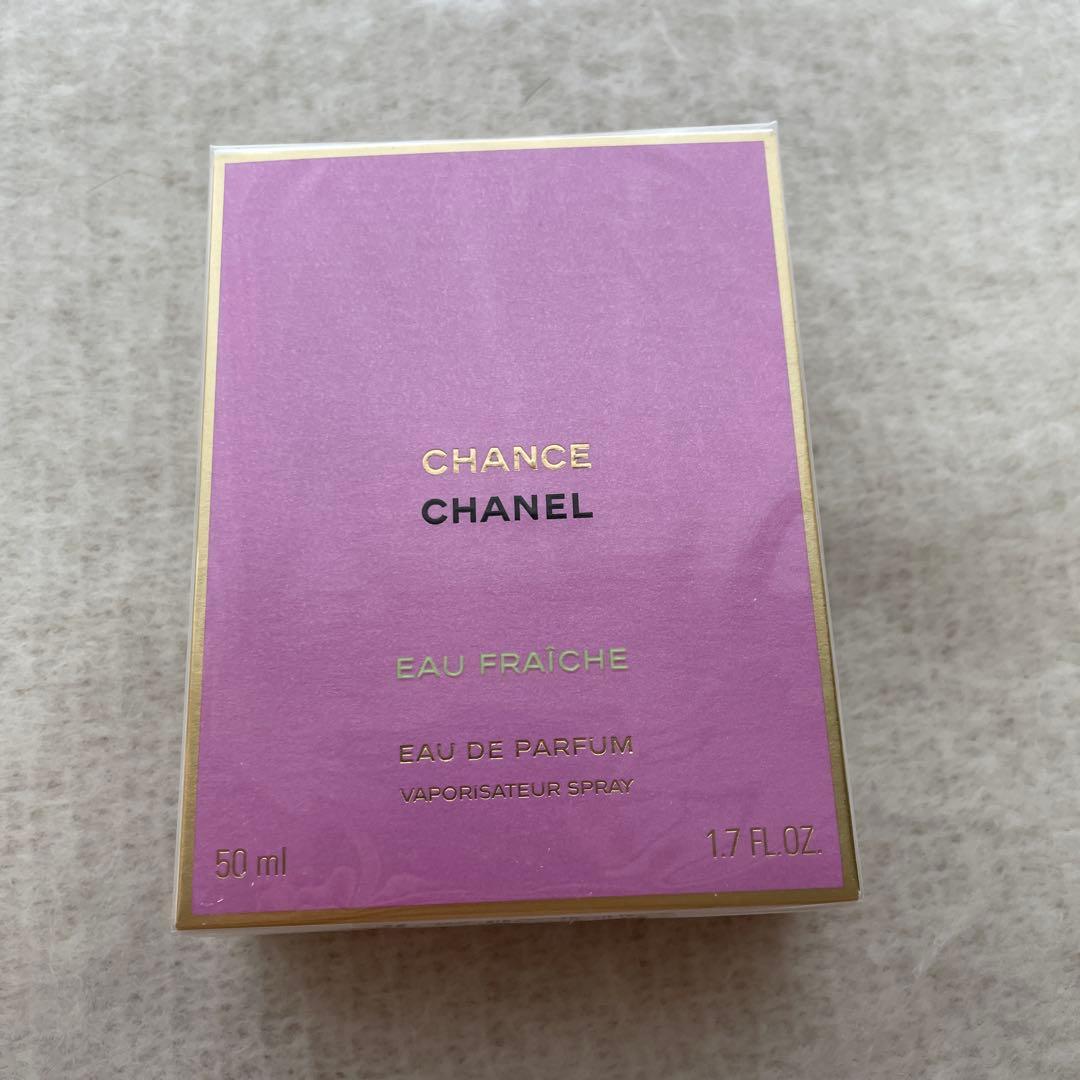 CHANCE
CHANEL
EAU FRAÎCHE
EAU DE PARFUM
VAPORISATEUR SPRAY
50 ml
1.7 FL.OZ.